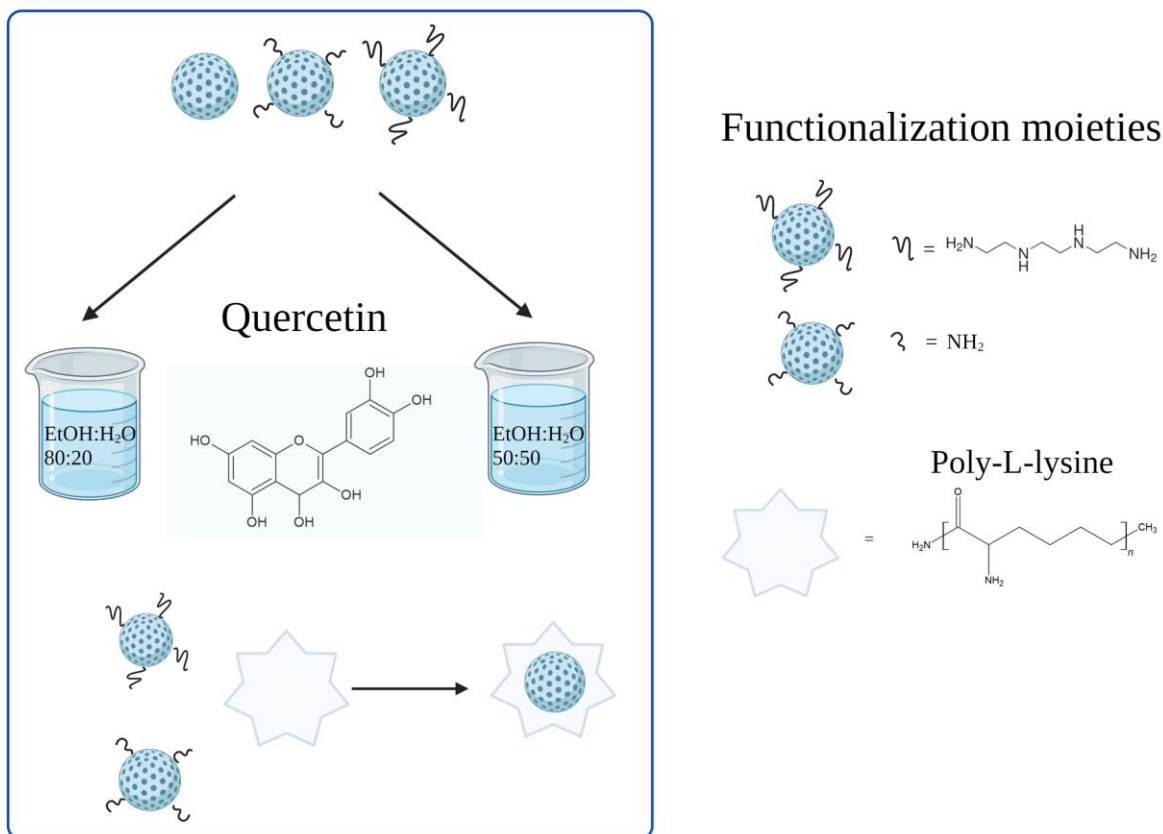 Functionalization moieties
= H₂N N H H N NH₂
= NH₂
Quercetin
EtOH:H₂O
80:20
EtOH:H₂O
50:50
OH
OH
HO
O
OH
OH OH
Poly-L-lysine
= H₂N O NH₂ n CH₃